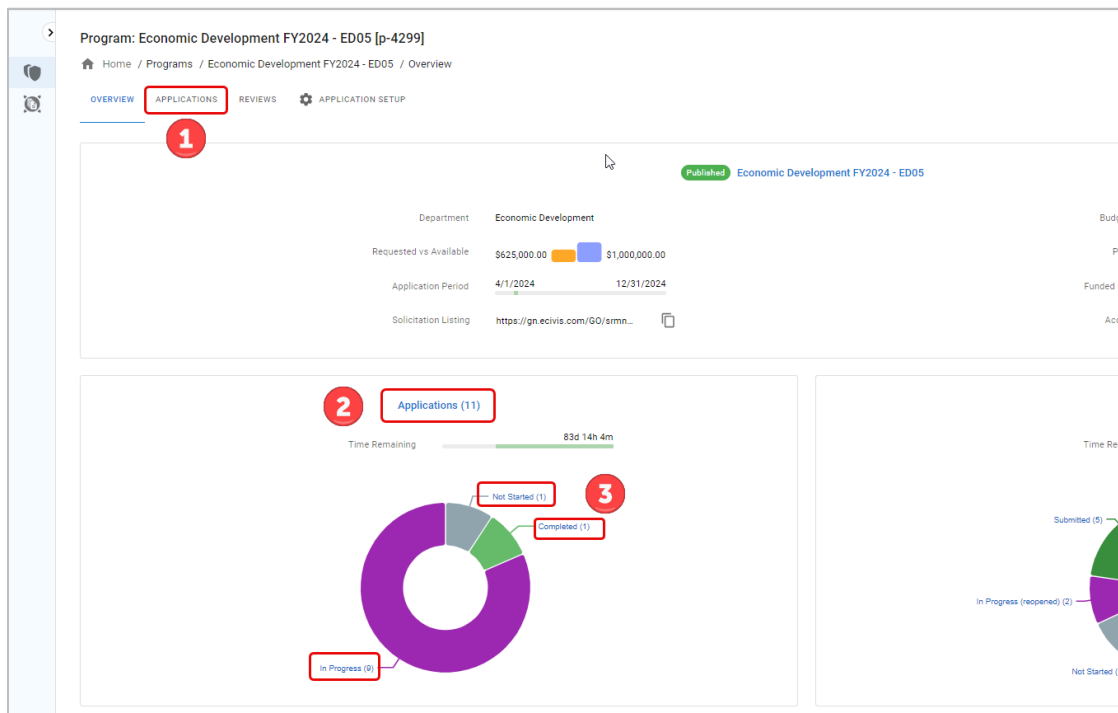 Program: Economic Development FY2024 - ED05 [p-4299]
Home / Programs / Economic Development FY2024 - ED05 / Overview
OVERVIEW APPLICATIONS REVIEWS APPLICATION SETUP
1
Published Economic Development FY2024 - ED05
Department Economic Development
Requested vs Available $625,000.00 $1,000,000.00
Application Period 4/1/2024 12/31/2024
Funded
Solicitation Listing https://gn.ecivis.com/GO/srmn...
2 Applications (11)
Time Remaining 83d 14h 4m
Not Started (1) 3
Completed (1)
In Progress (9)
Submitted (5)
In Progress (reopened) (2)
Not Started (